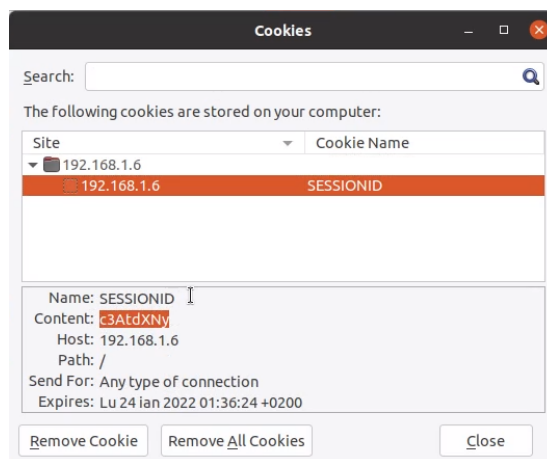 Cookies
Search:
The following cookies are stored on your computer:
Site Cookie Name
192.168.1.6
192.168.1.6 SESSIONID
Name: SESSIONID
Content: c3AtdXNy
Host: 192.168.1.6
Path: /
Send For: Any type of connection
Expires: Lu 24 ian 2022 01:36:24 +0200
Remove Cookie Remove All Cookies Close